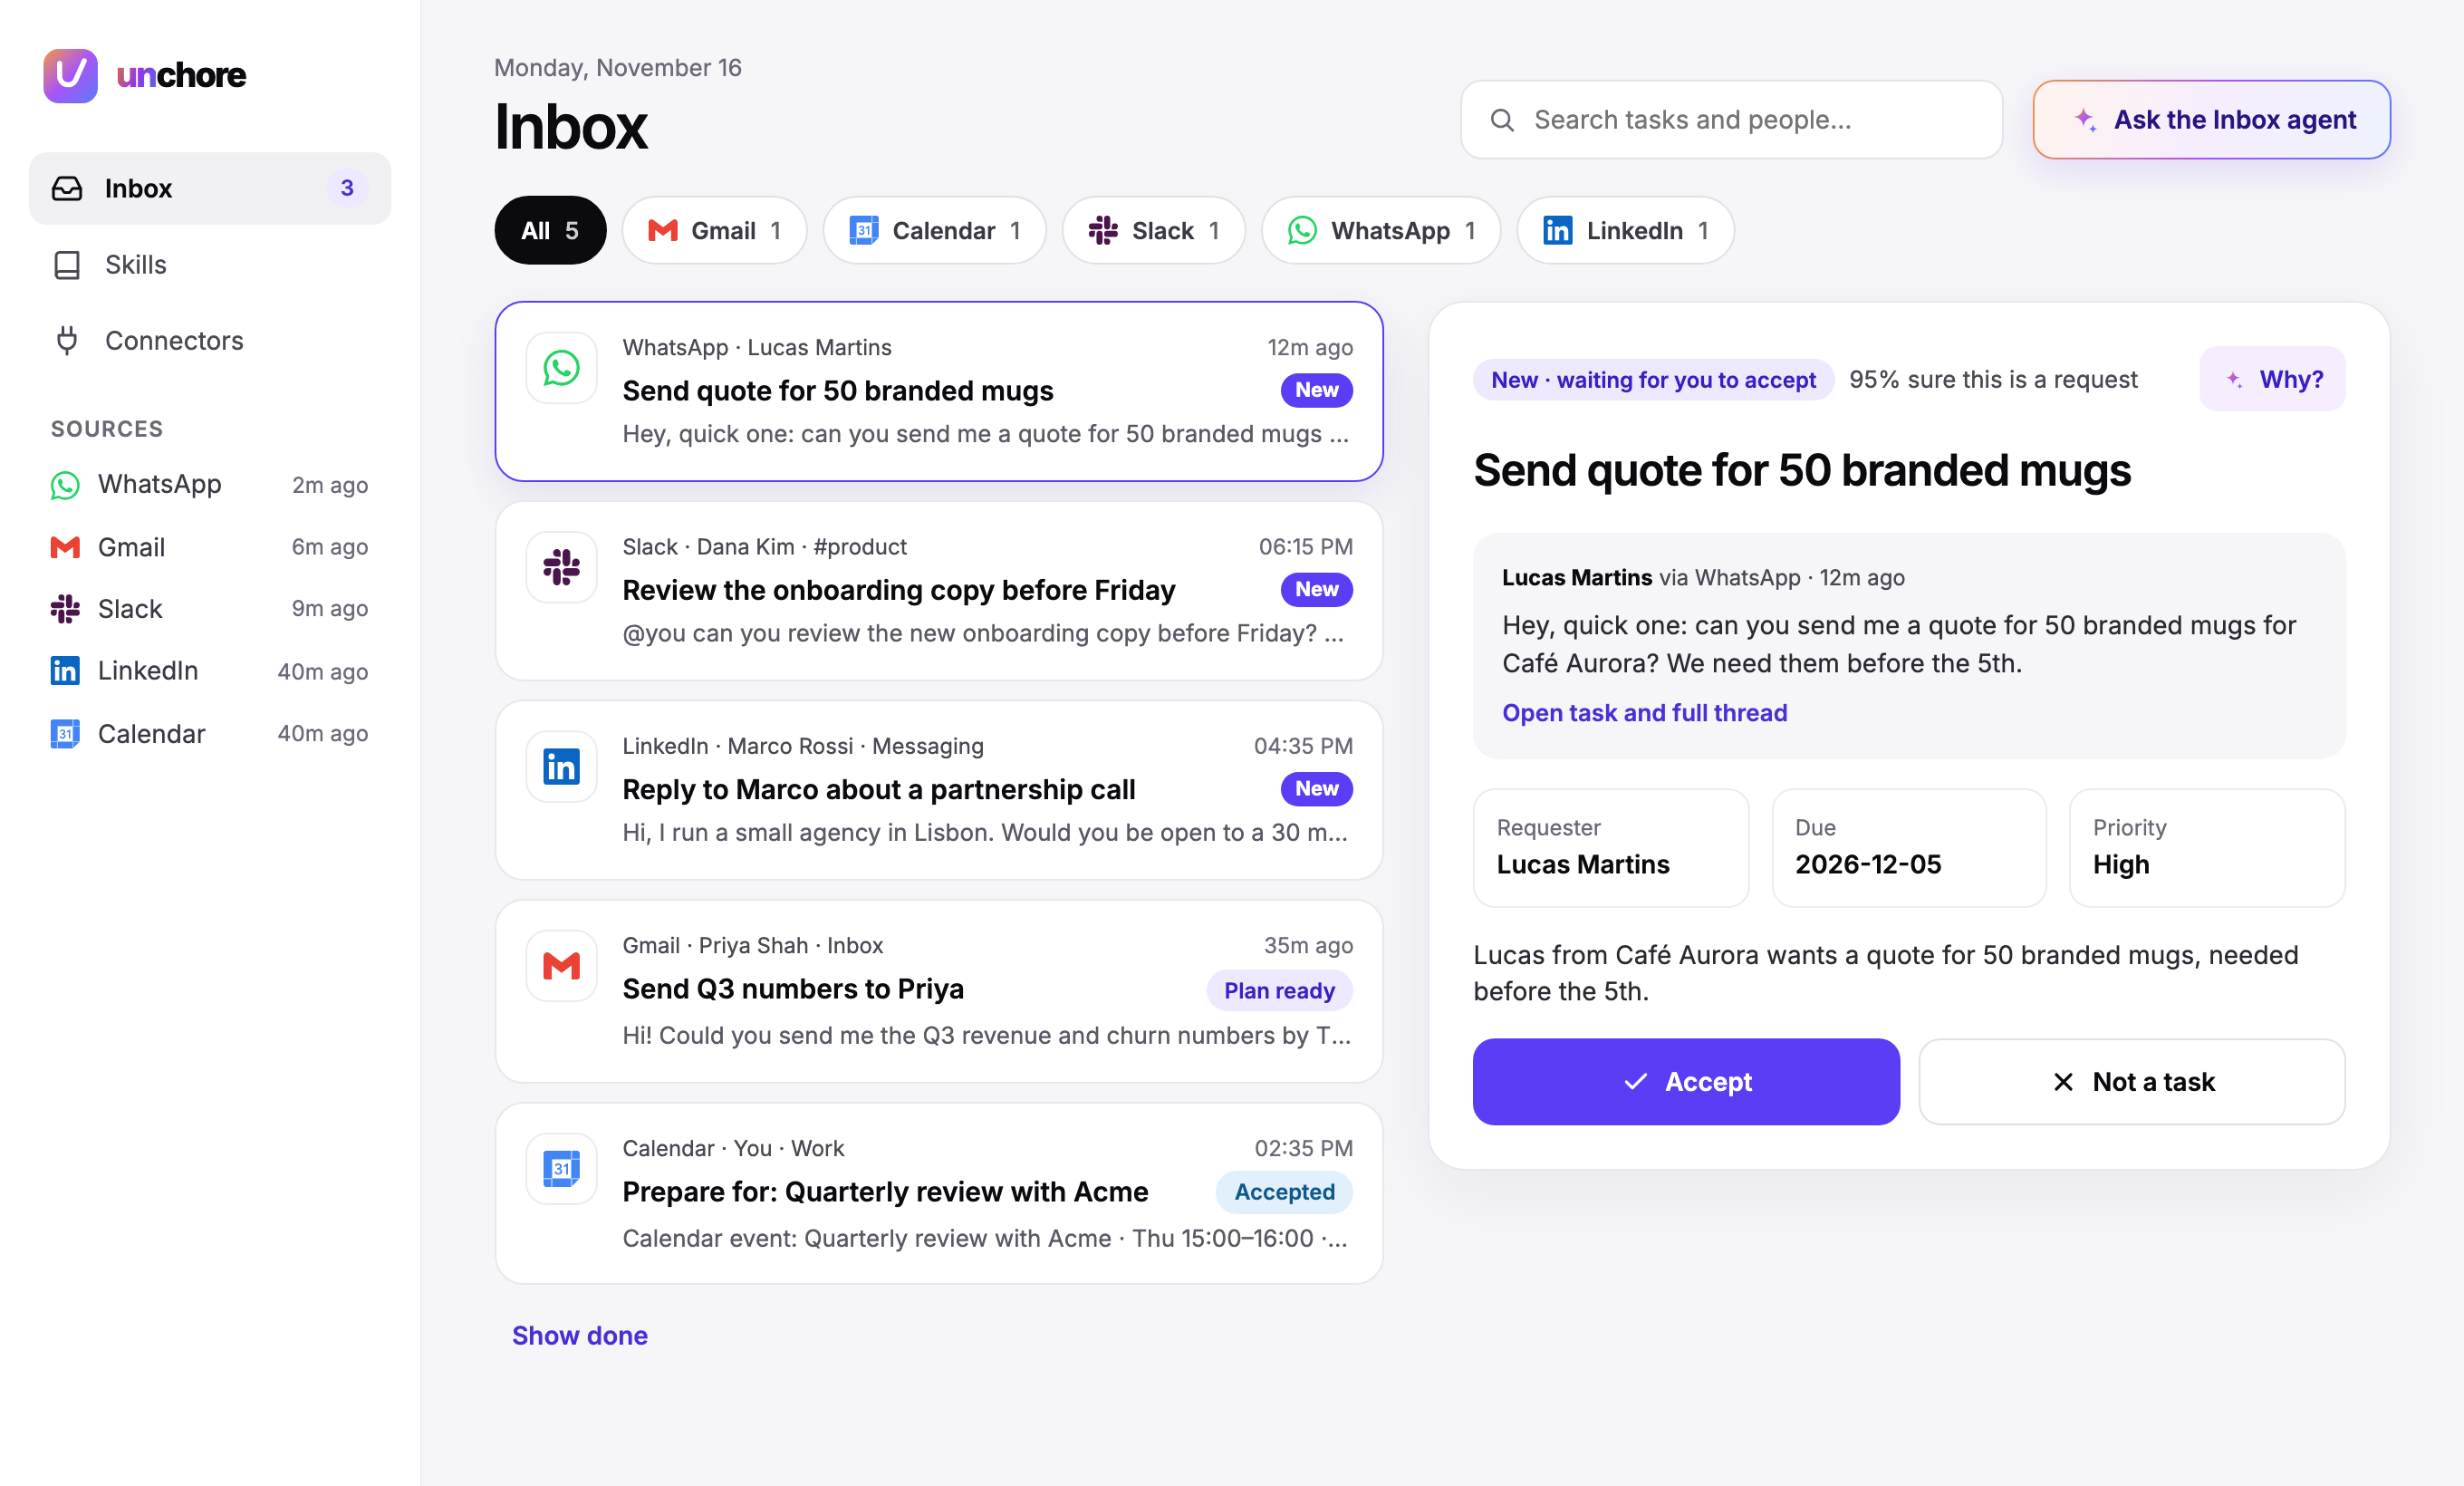 unchore
Inbox 3
Skills
Connectors
SOURCES
WhatsApp 2m ago
Gmail 6m ago
Slack 9m ago
LinkedIn 40m ago
31 Calendar 40m ago
Monday, November 16
Inbox
Search tasks and people...
Ask the Inbox agent
All 5
Gmail 1
31 Calendar 1
Slack 1
WhatsApp 1
in LinkedIn 1
WhatsApp · Lucas Martins 12m ago
Send quote for 50 branded mugs New
Hey, quick one: can you send me a quote for 50 branded mugs ...
Slack · Dana Kim · #product 06:15 PM
Review the onboarding copy before Friday New
@you can you review the new onboarding copy before Friday? ...
in
LinkedIn · Marco Rossi · Messaging 04:35 PM
Reply to Marco about a partnership call New
Hi, I run a small agency in Lisbon. Would you be open to a 30 m...
Gmail · Priya Shah · Inbox 35m ago
Send Q3 numbers to Priya Plan ready
Hi! Could you send me the Q3 revenue and churn numbers by T...
31
Calendar · You · Work 02:35 PM
Prepare for: Quarterly review with Acme Accepted
Calendar event: Quarterly review with Acme · Thu 15:00–16:00 ·...
Show done
New · waiting for you to accept 95% sure this is a request Why?
Send quote for 50 branded mugs
Lucas Martins via WhatsApp · 12m ago
Hey, quick one: can you send me a quote for 50 branded mugs for
Café Aurora? We need them before the 5th.
Open task and full thread
Requester
Lucas Martins
Due
2026-12-05
Priority
High
Lucas from Café Aurora wants a quote for 50 branded mugs, needed
before the 5th.
Accept
Not a task